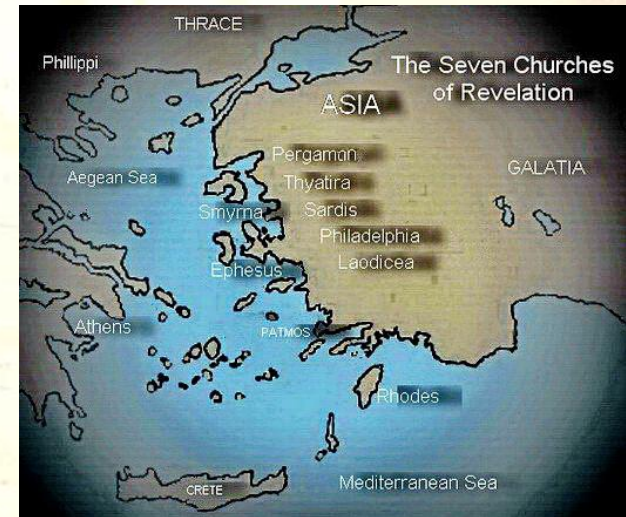 THRACE
Phillippi
The Seven Churches
of Revelation
ASIA
Pergamon
GALATIA
Aegean Sea
Thyatira
Smyrna
Sardis
Philadelphia
Laodicea
Ephesus
Athens
PATMOS
Rhodes
Mediterranean Sea
CRETE